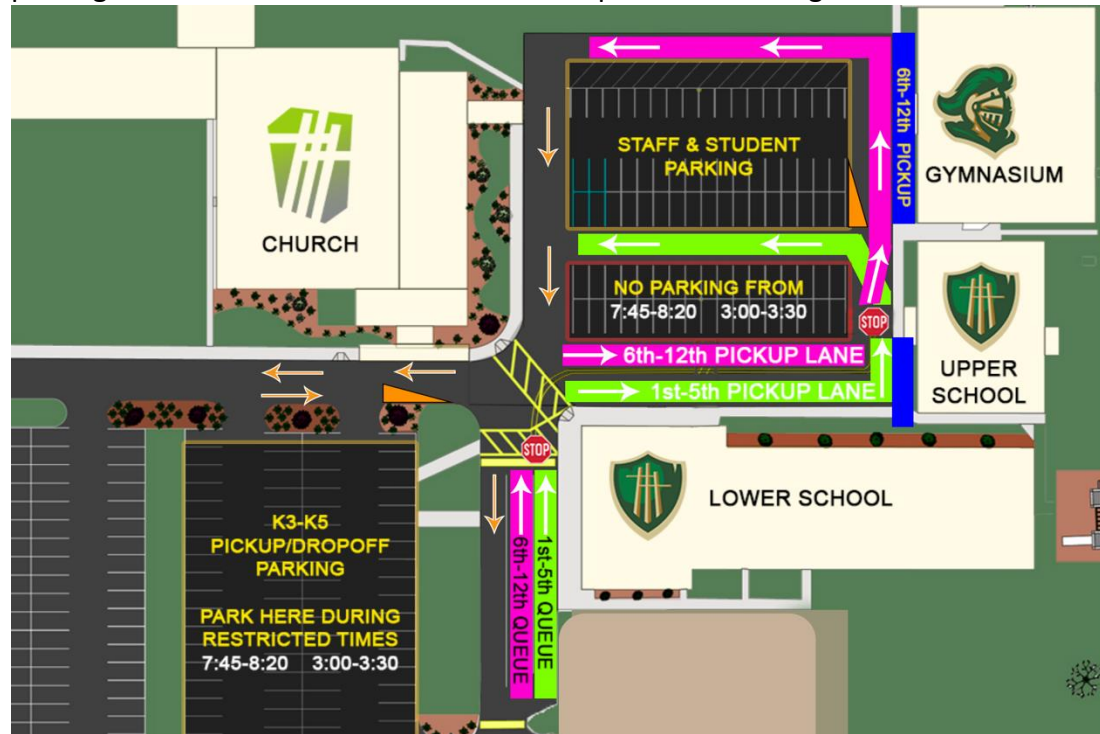 6th-12th PICKUP
STAFF & STUDENT
PARKING
GYMNASIUM
CHURCH
NO PARKING FROM
7:45-8:20 3:00-3:30
STOP
6th-12th PICKUP LANE
1st-5th PICKUP LANE
UPPER
SCHOOL
STOP
LOWER SCHOOL
K3-K5
PICKUP/DROPOFF
PARKING
PARK HERE DURING
RESTRICTED TIMES
7:45-8:20 3:00-3:30
6th-12th QUEUE
1st-5th QUEUE